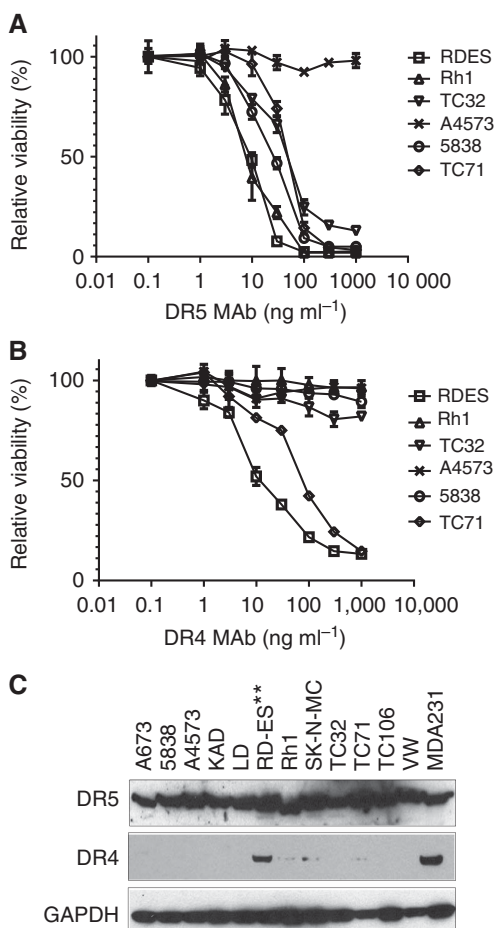 A
Relative viability (%)
100
50
0
0.01 0.1 1 10 100 1000 10 000
DR5 MAb (ng ml⁻¹)
RDES
Rh1
TC32
A4573
5838
TC71
B
Relative viability (%)
100
50
0
0.01 0.1 1 10 100 1,000 10,000
DR4 MAb (ng ml⁻¹)
RDES
Rh1
TC32
A4573
5838
TC71
C
A673
5838
A4573
KAD
LD
RD-ES**
Rh1
SK-N-MC
TC32
TC71
TC106
VW
MDA231
DR5
DR4
GAPDH